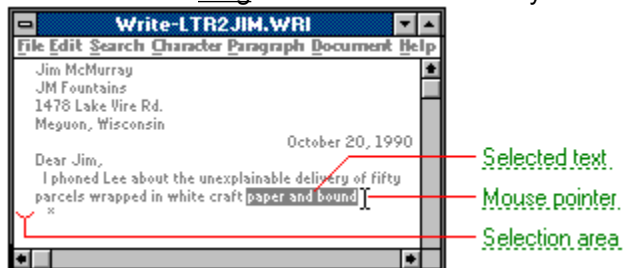 Write-LTR2JIM.WRI
File Edit Search Character Paragraph Document Help
Jim McMurray
JM Fountains
1478 Lake Vire Rd.
Meguon, Wisconsin
October 20, 1990
Dear Jim,
I phoned Lee about the unexplainable delivery of fifty
parcels wrapped in white craft paper and bound
Selected text
Mouse pointer
Selection area